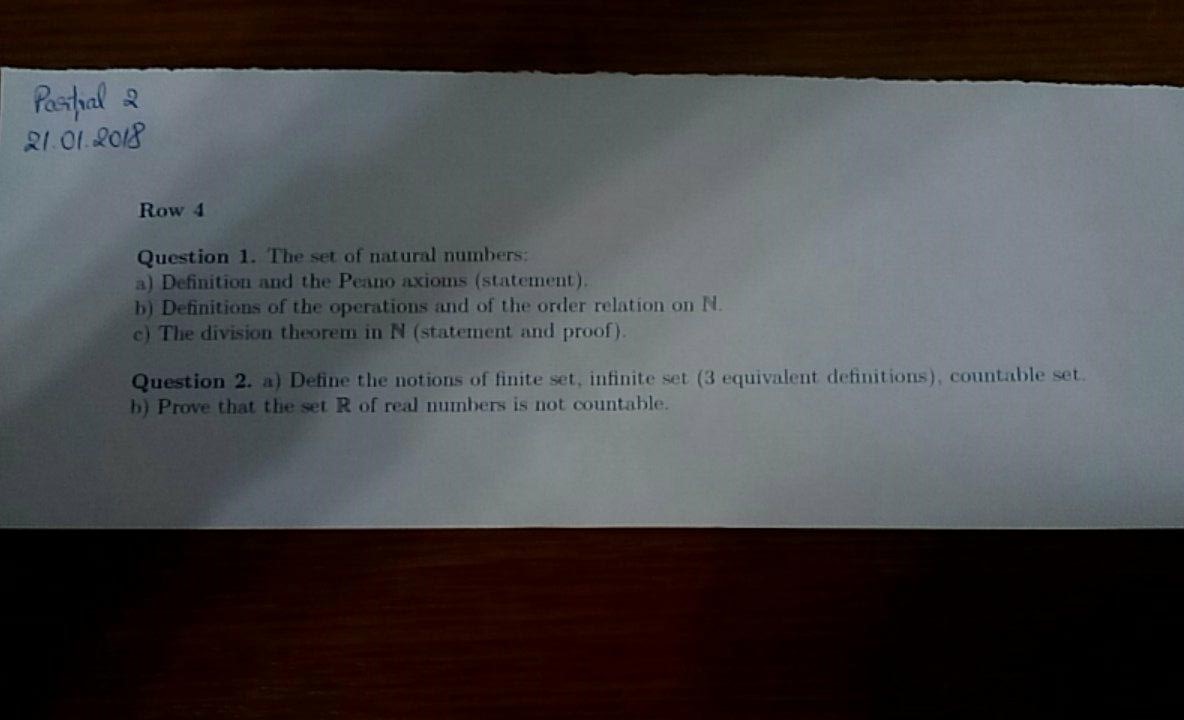 Partial 2
21.01.2018
Row 4
Question 1. The set of natural numbers:
a) Definition and the Peano axioms (statement).
b) Definitions of the operations and of the order relation on ℕ.
c) The division theorem in ℕ (statement and proof).
Question 2. a) Define the notions of finite set, infinite set (3 equivalent definitions), countable set.
b) Prove that the set ℝ of real numbers is not countable.